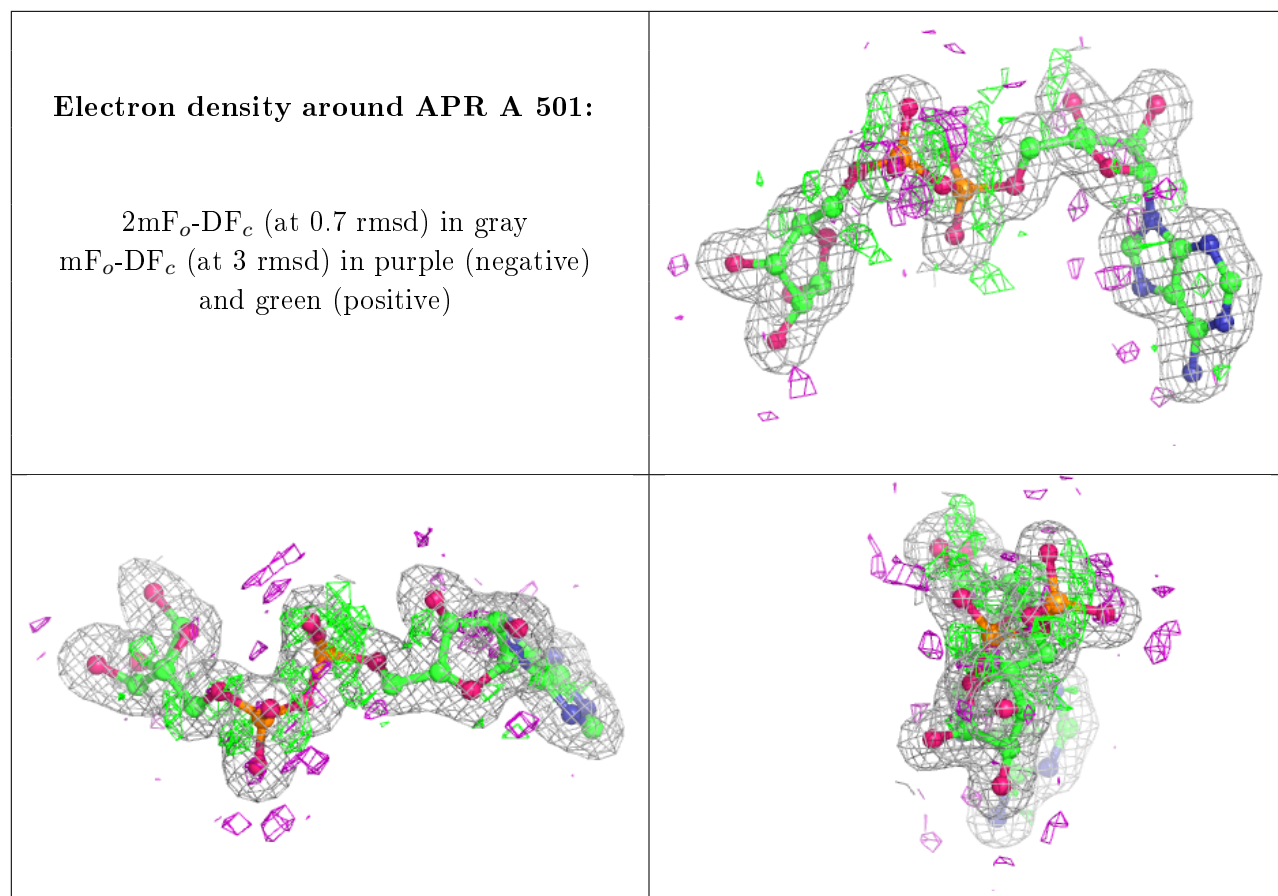 Electron density around APR A 501:
2mFo-DFc (at 0.7 rmsd) in gray
mFo-DFc (at 3 rmsd) in purple (negative)
and green (positive)